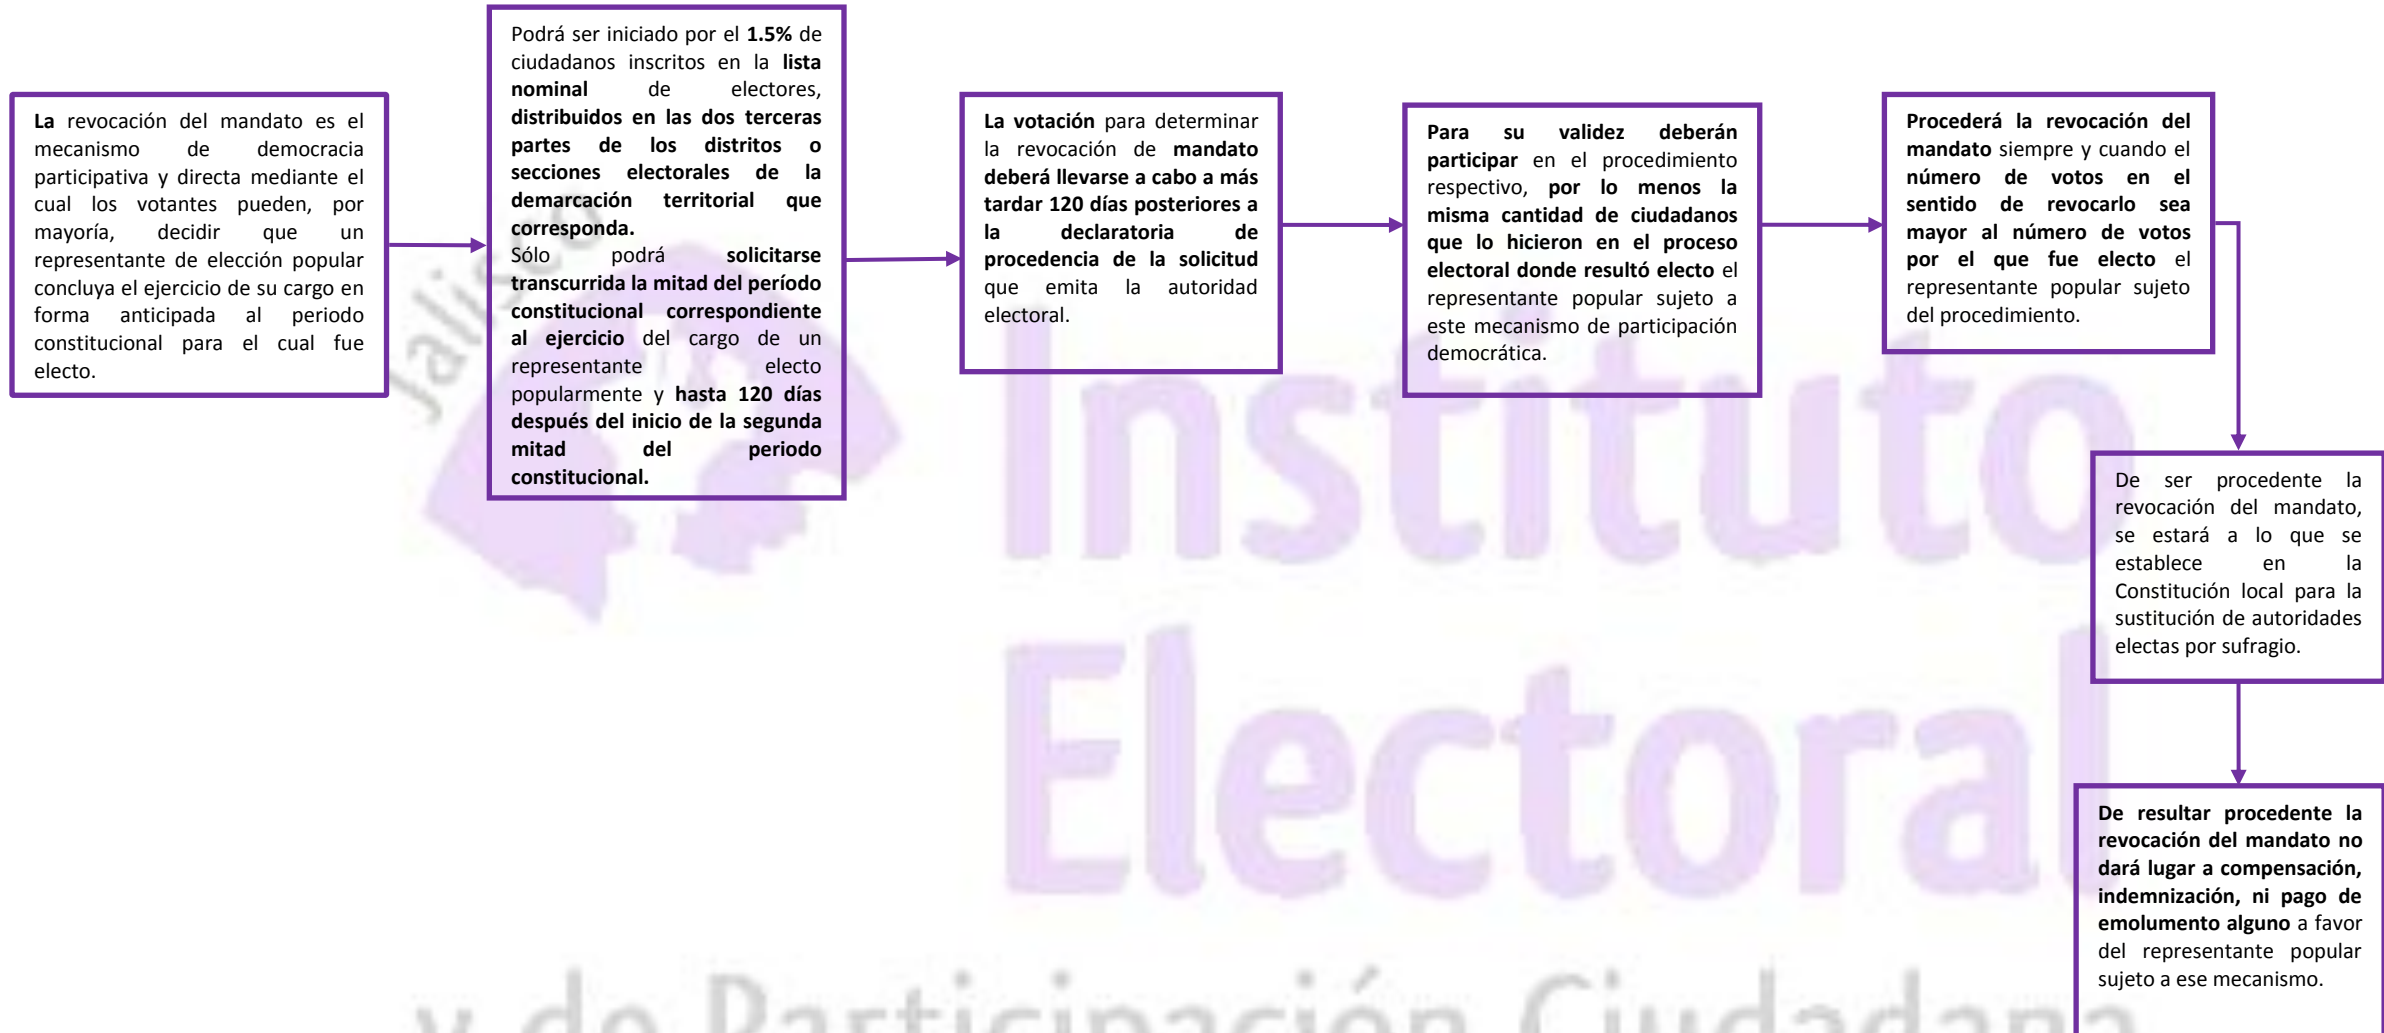 La revocación del mandato es el
mecanismo de democracia
participativa y directa mediante el
cual los votantes pueden, por
mayoría, decidir que un
representante de elección popular
concluya el ejercicio de su cargo en
forma anticipada al periodo
constitucional para el cual fue
electo.
Podrá ser iniciado por el 1.5% de
ciudadanos inscritos en la lista
nominal de electores,
distribuidos en las dos terceras
partes de los distritos o
secciones electorales de la
demarcación territorial que
corresponda.
Sólo podrá solicitarse
transcurrida la mitad del período
constitucional correspondiente
al ejercicio del cargo de un
representante electo
popularmente y hasta 120 días
después del inicio de la segunda
mitad del periodo
constitucional.
La votación para determinar
la revocación de mandato
deberá llevarse a cabo a más
tardar 120 días posteriores a
la declaratoria de
procedencia de la solicitud
que emita la autoridad
electoral.
Para su validez deberán
participar en el procedimiento
respectivo, por lo menos la
misma cantidad de ciudadanos
que lo hicieron en el proceso
electoral donde resultó electo el
representante popular sujeto a
este mecanismo de participación
democrática.
Procederá la revocación del
mandato siempre y cuando el
número de votos en el
sentido de revocarlo sea
mayor al número de votos
por el que fue electo el
representante popular sujeto
del procedimiento.
De ser procedente la
revocación del mandato,
se estará a lo que se
establece en la
Constitución local para la
sustitución de autoridades
electas por sufragio.
De resultar procedente la
revocación del mandato no
dará lugar a compensación,
indemnización, ni pago de
emolumento alguno a favor
del representante popular
sujeto a ese mecanismo.
Jalisco
Instituto
Electoral
y de Participación Ciudadana